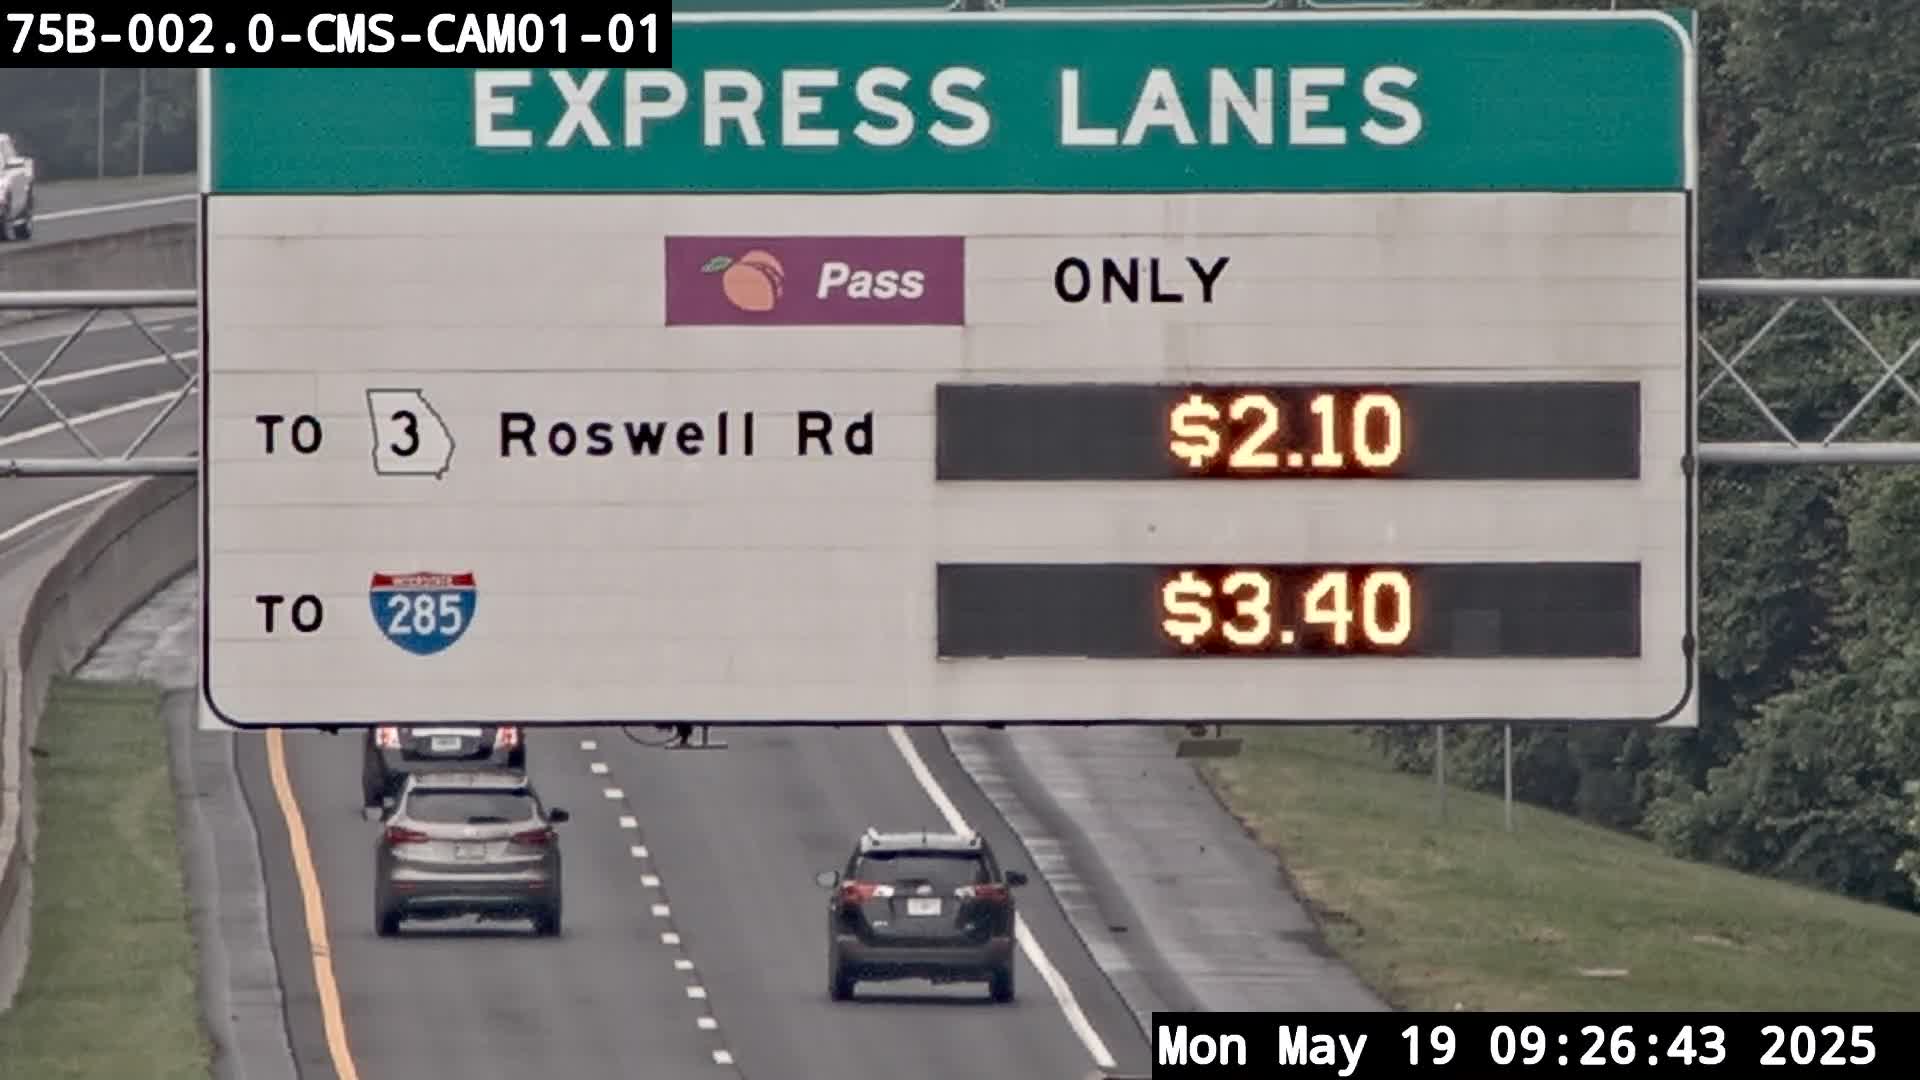 75B-002.0-CMS-CAM01-01
EXPRESS LANES
Pass ONLY
TO 3 Roswell Rd $2.10
TO INTERSTATE 285 $3.40
Mon May 19 09:26:43 2025